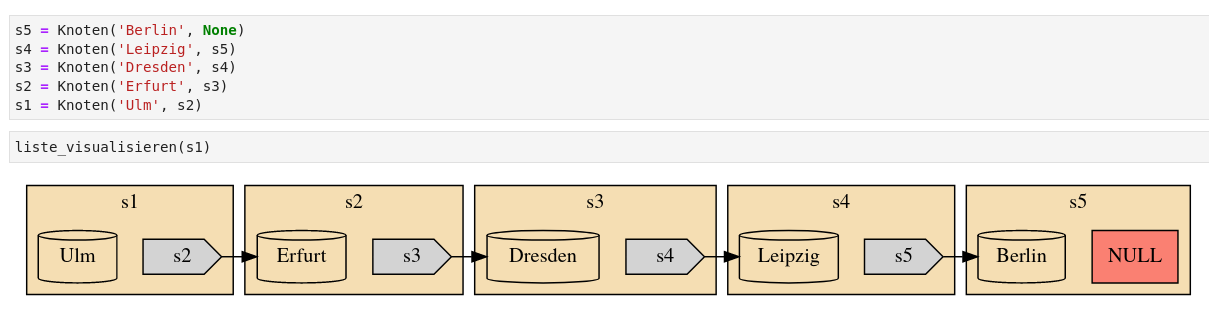 s5 = Knoten('Berlin', None)
s4 = Knoten('Leipzig', s5)
s3 = Knoten('Dresden', s4)
s2 = Knoten('Erfurt', s3)
s1 = Knoten('Ulm', s2)
liste_visualisieren(s1)
s1 s2 s3 s4 s5
Ulm s2 Erfurt s3 Dresden s4 Leipzig s5 Berlin NULL